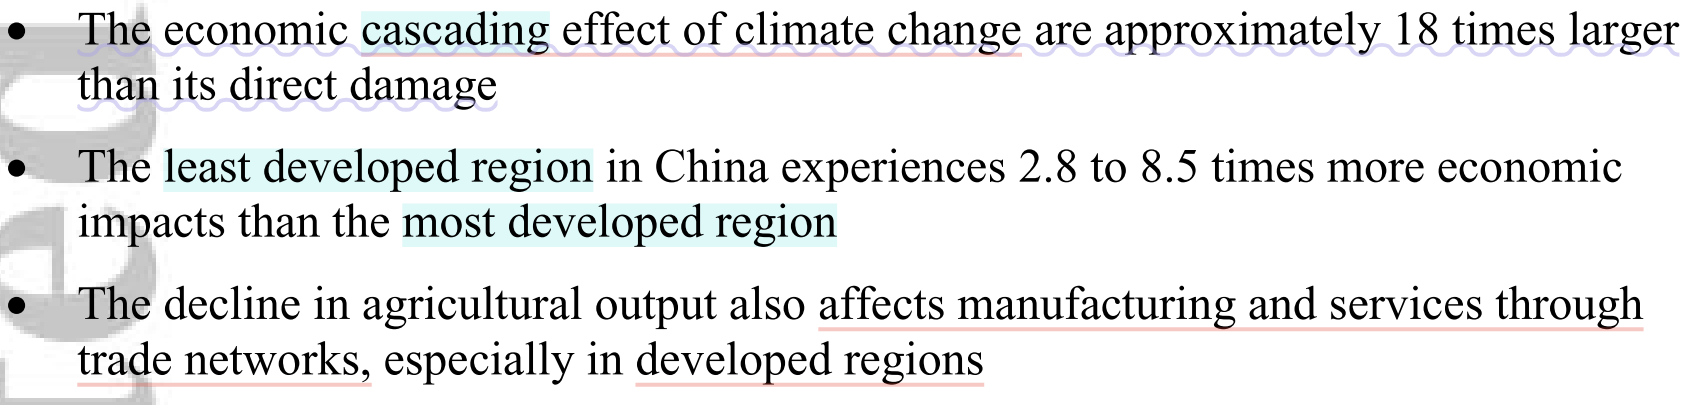 • The economic cascading effect of climate change are approximately 18 times larger
than its direct damage
• The least developed region in China experiences 2.8 to 8.5 times more economic
impacts than the most developed region
• The decline in agricultural output also affects manufacturing and services through
trade networks, especially in developed regions